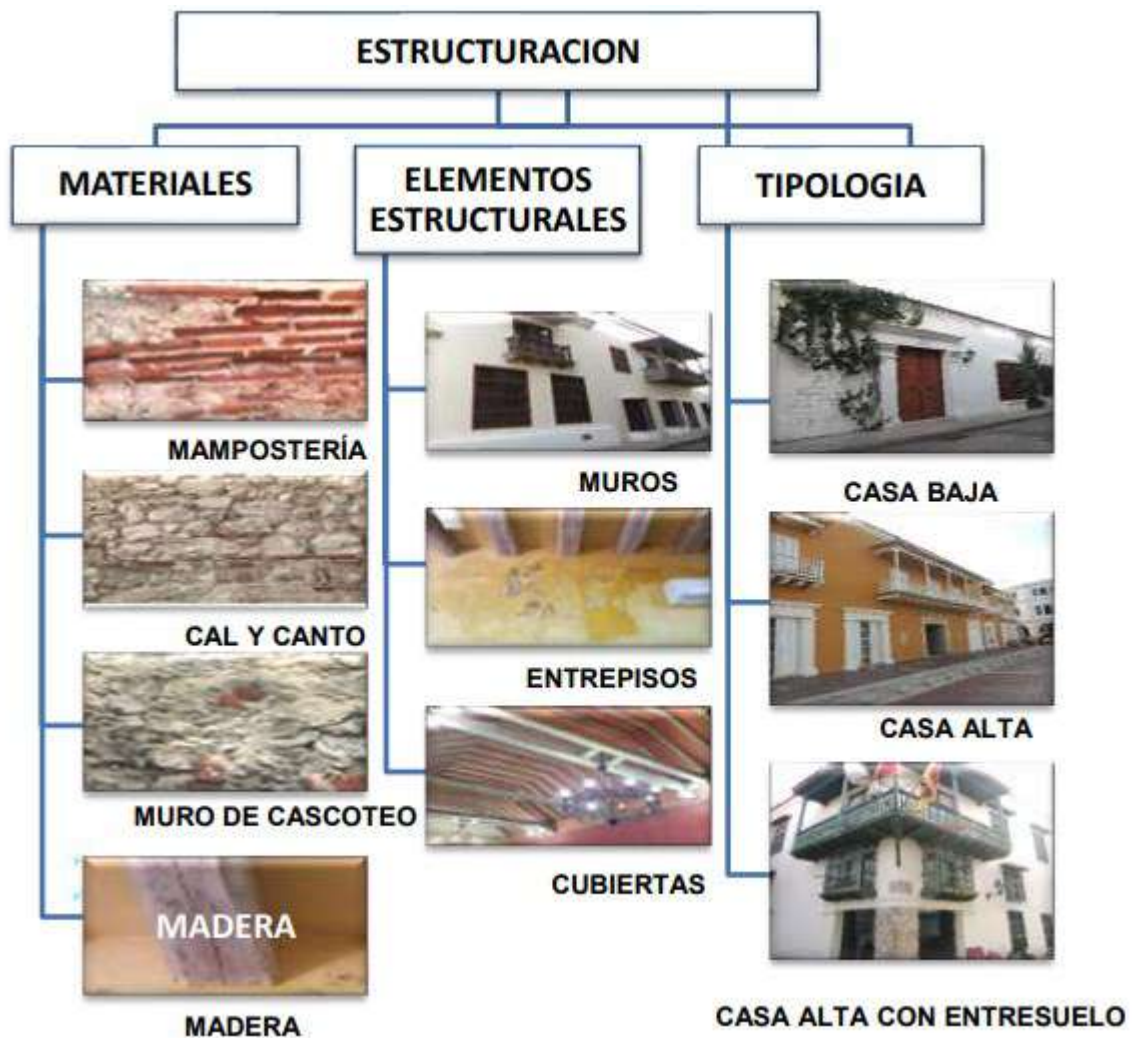 ESTRUCTURACION
MATERIALES
MAMPOSTERÍA
CAL Y CANTO
MURO DE CASCOTEO
MADERA
MADERA
ELEMENTOS
ESTRUCTURALES
MUROS
ENTREPISOS
CUBIERTAS
TIPOLOGIA
CASA BAJA
CASA ALTA
CASA ALTA CON ENTRESUELO